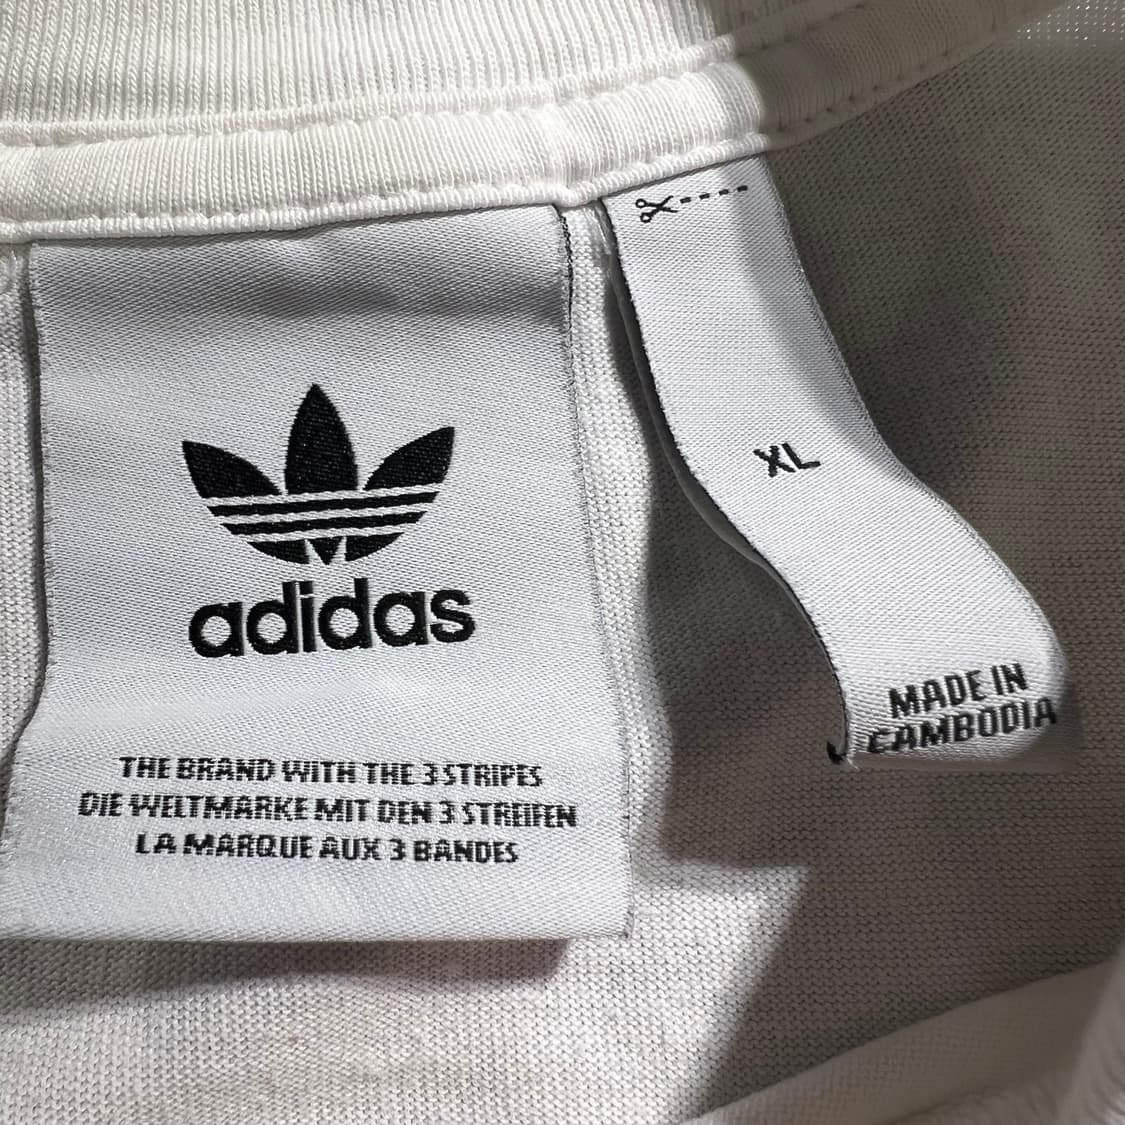 adidas
THE BRAND WITH THE 3 STRIPES
DIE WELTMARKE MIT DEN 3 STREIFEN
LA MARQUE AUX 3 BANDES
XL
MADE IN
CAMBODIA